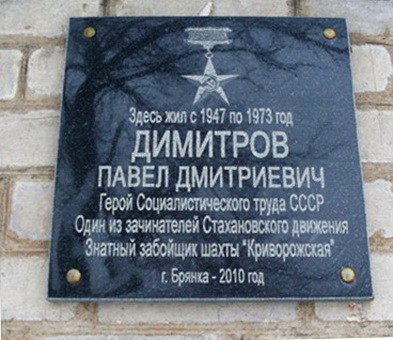 Здесь жил с 1947 по 1973 год
ДИМИТРОВ
ПАВЕЛ ДМИТРИЕВИЧ
Герой Социалистического труда СССР
Один из зачинателей Стахановского движения
Знатный забойщик шахты "Криворожская"
г. Брянка - 2010 год